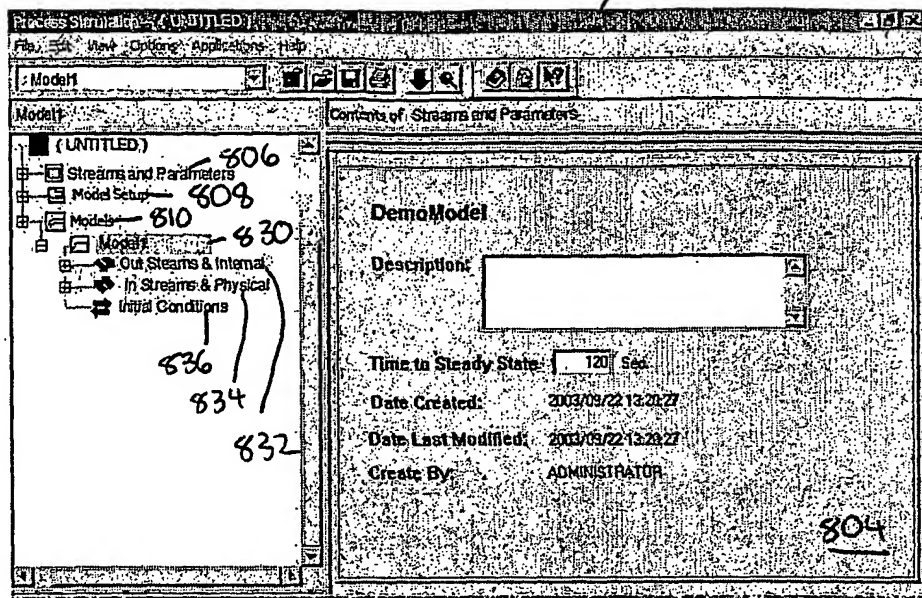 Process Simulation - ( UNTITLED )
File Edit View Options Applications Help
: Model1
Model1
Contents of Streams and Parameters
( UNTITLED )
Streams and Parameters 806
Model Setup 808
Models 810
Model1 830
Out Steams & Internal
In Streams & Physical
Initial Conditions
836
834
832
DemoModel
Description:
Time to Steady State: 120 Sec
Date Created: 2003/09/22 13:20:27
Date Last Modified: 2003/09/22 13:20:27
Create By: ADMINISTRATOR
804